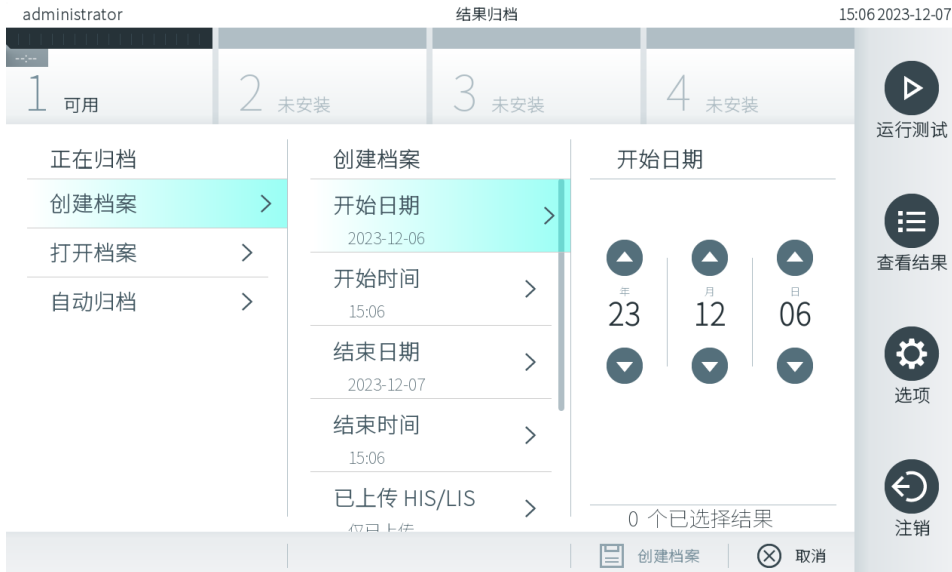 administrator
结果归档
15:06 2023-12-07
--:--
1 可用
2 未安装
3 未安装
4 未安装
正在归档
创建档案
打开档案
自动归档
创建档案
开始日期
2023-12-06
开始时间
15:06
结束日期
2023-12-07
结束时间
15:06
已上传 HIS/LIS
仅已上传
开始日期
年 月 日
23 12 06
0 个已选择结果
创建档案
取消
运行测试
查看结果
选项
注销